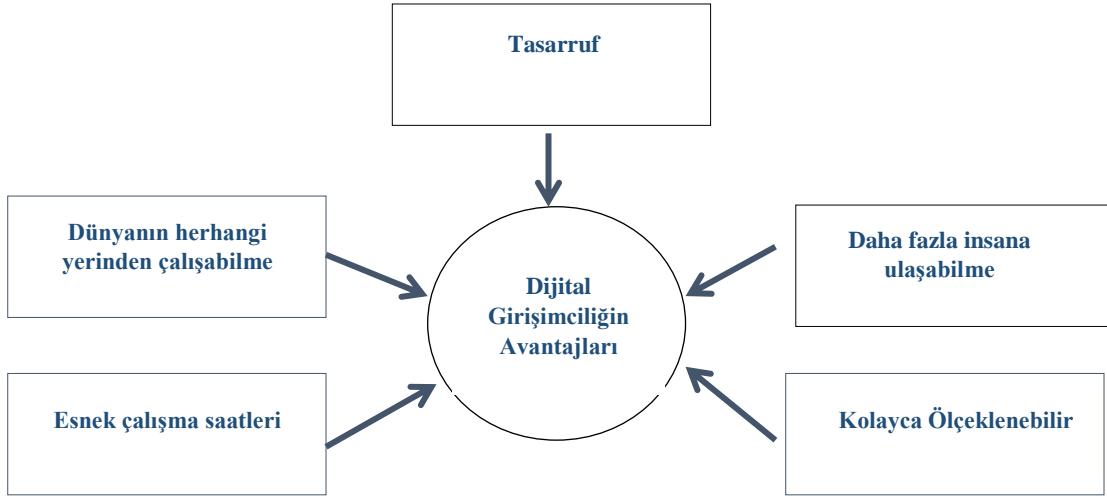 Tasarruf
Dünyanın herhangi
yerinden çalışabilme
Daha fazla insana
ulaşabilme
Dijital
Girişimciliğin
Avantajları
Esnek çalışma saatleri
Kolayca Ölçeklenebilir